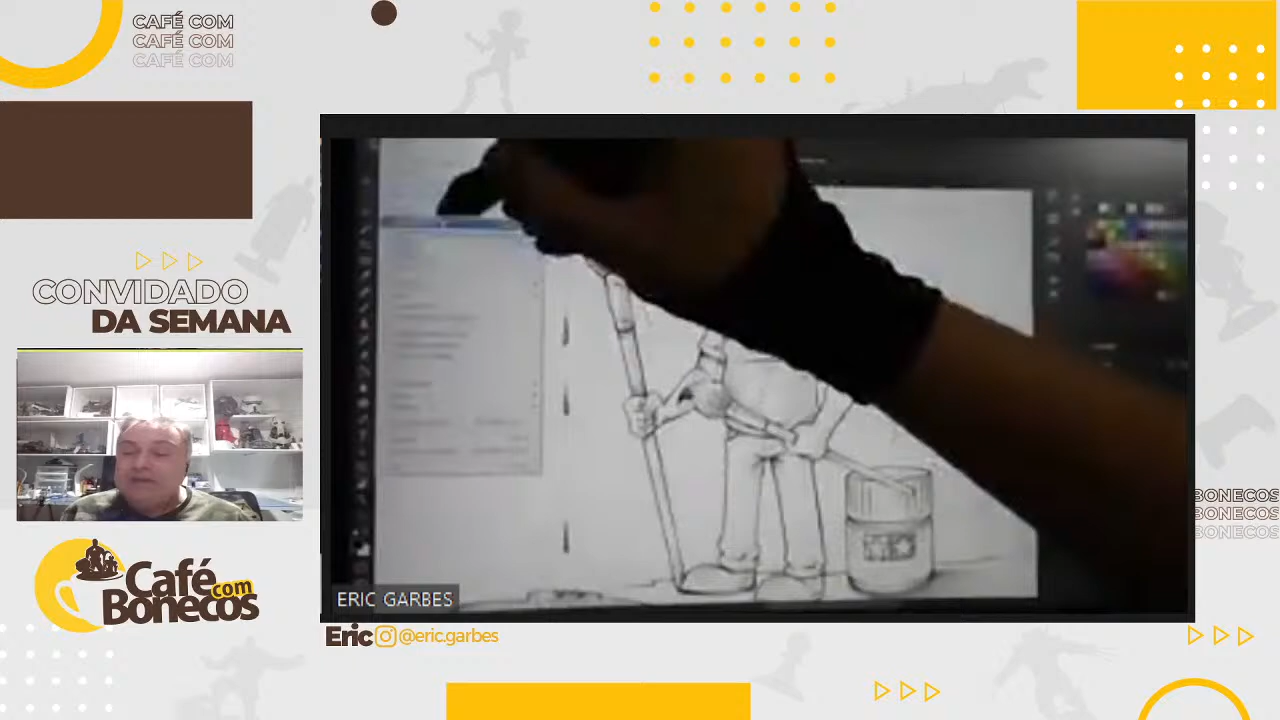 CAFÉ COM
CAFÉ COM
CAFÉ COM
CONVIDADO
DA SEMANA
Café
com
Bonecos
ERIC GARBES
Eric @eric.garbes
BONECOS
BONECOS
BONECOS